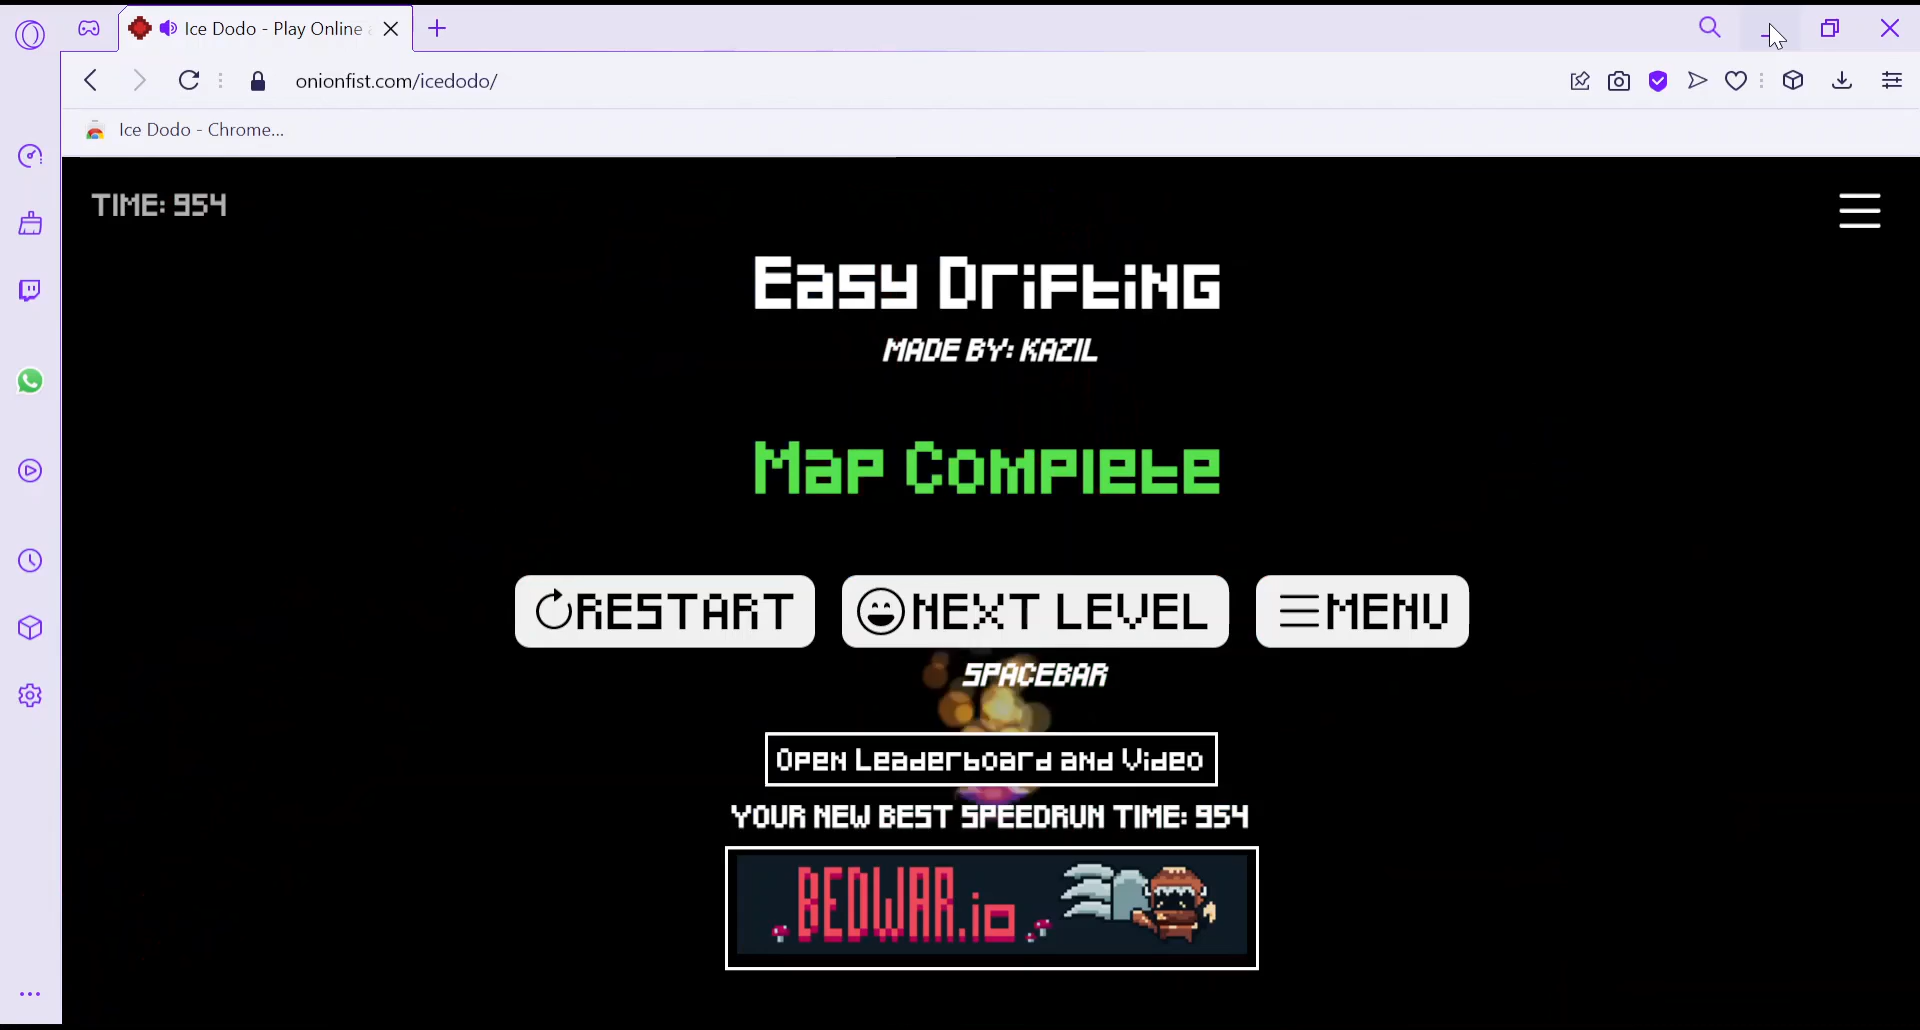 Ice Dodo - Play Online
onionfist.com/icedodo/
Ice Dodo - Chrome...
TIME: 954
Easy Drifting
MADE BY: KAZIL
Map Complete
RESTART
NEXT LEVEL
MENU
SPACEBAR
Open Leaderboard and Video
YOUR NEW BEST SPEEDRUN TIME: 954
BEDWAR.io